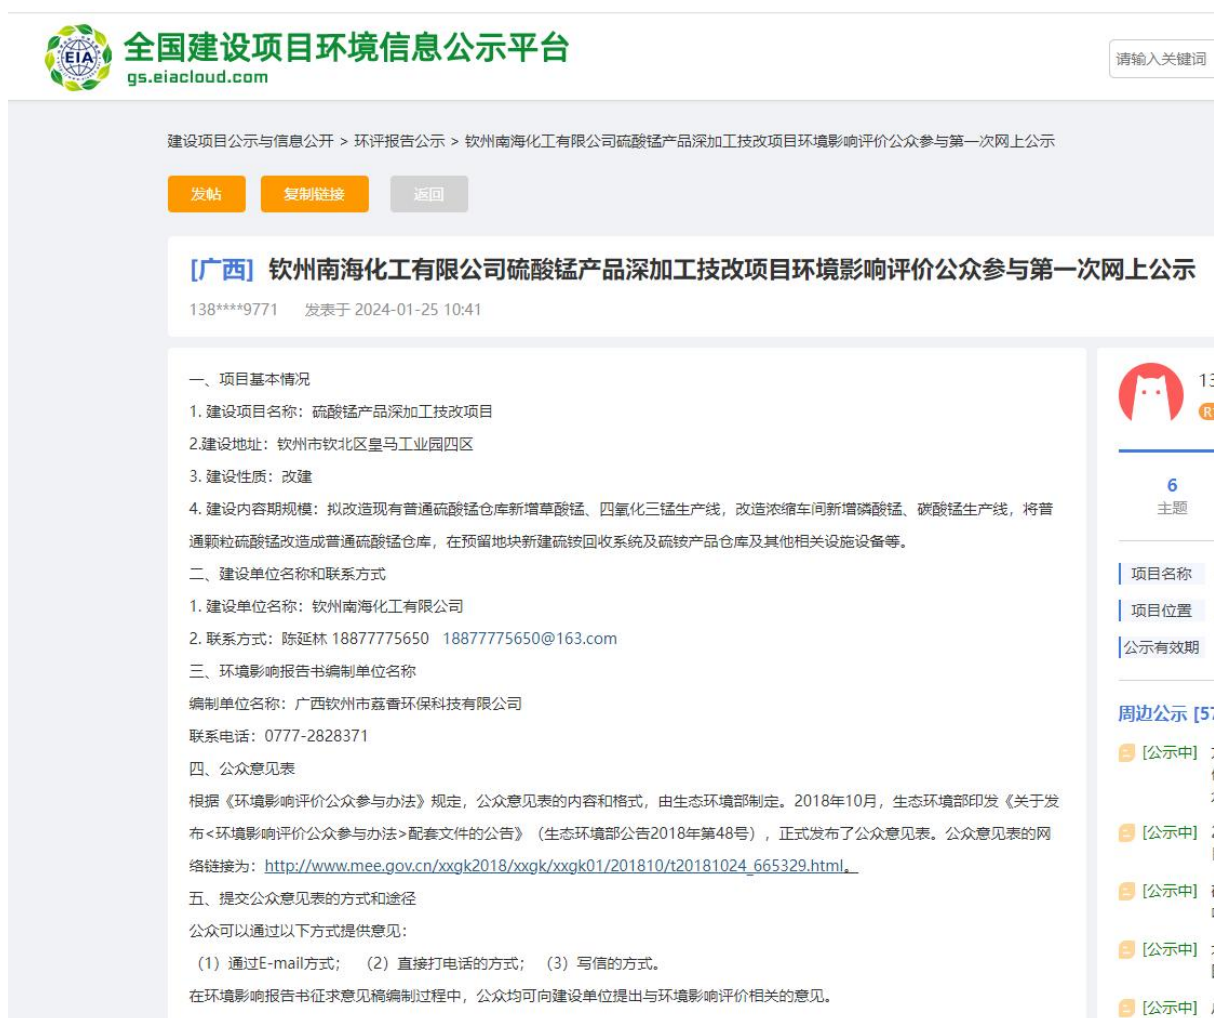 EIA
全国建设项目环境信息公示平台
gs.eiacloud.com
请输入关键词
建设项目公示与信息公开 > 环评报告公示 > 钦州南海化工有限公司硫酸锰产品深加工技改项目环境影响评价公众参与第一次网上公示
发帖 复制链接 返回
[广西] 钦州南海化工有限公司硫酸锰产品深加工技改项目环境影响评价公众参与第一次网上公示
138****9771 发表于 2024-01-25 10:41
一、项目基本情况
1. 建设项目名称：硫酸锰产品深加工技改项目
2.建设地址：钦州市钦北区皇马工业园四区
3. 建设性质：改建
4. 建设内容期规模：拟改造现有普通硫酸锰仓库新增草酸锰、四氧化三锰生产线，改造浓缩车间新增磷酸锰、碳酸锰生产线，将普
通颗粒硫酸锰改造成普通硫酸锰仓库，在预留地块新建硫铵回收系统及硫铵产品仓库及其他相关设施设备等。
二、建设单位名称和联系方式
1. 建设单位名称：钦州南海化工有限公司
2. 联系方式：陈延林 18877775650 18877775650@163.com
三、环境影响报告书编制单位名称
编制单位名称：广西钦州市荔香环保科技有限公司
联系电话：0777-2828371
四、公众意见表
根据《环境影响评价公众参与办法》规定，公众意见表的内容和格式，由生态环境部制定。2018年10月，生态环境部印发《关于发
布<环境影响评价公众参与办法>配套文件的公告》（生态环境部公告2018年第48号），正式发布了公众意见表。公众意见表的网
络链接为：http://www.mee.gov.cn/xxgk2018/xxgk/xxgk01/201810/t20181024_665329.html。
五、提交公众意见表的方式和途径
公众可以通过以下方式提供意见：
（1）通过E-mail方式； （2）直接打电话的方式； （3）写信的方式。
在环境影响报告书征求意见稿编制过程中，公众均可向建设单位提出与环境影响评价相关的意见。
13
R
6
主题
项目名称
项目位置
公示有效期
周边公示 [57
[公示中]
[公示中]
[公示中]
[公示中]
[公示中]